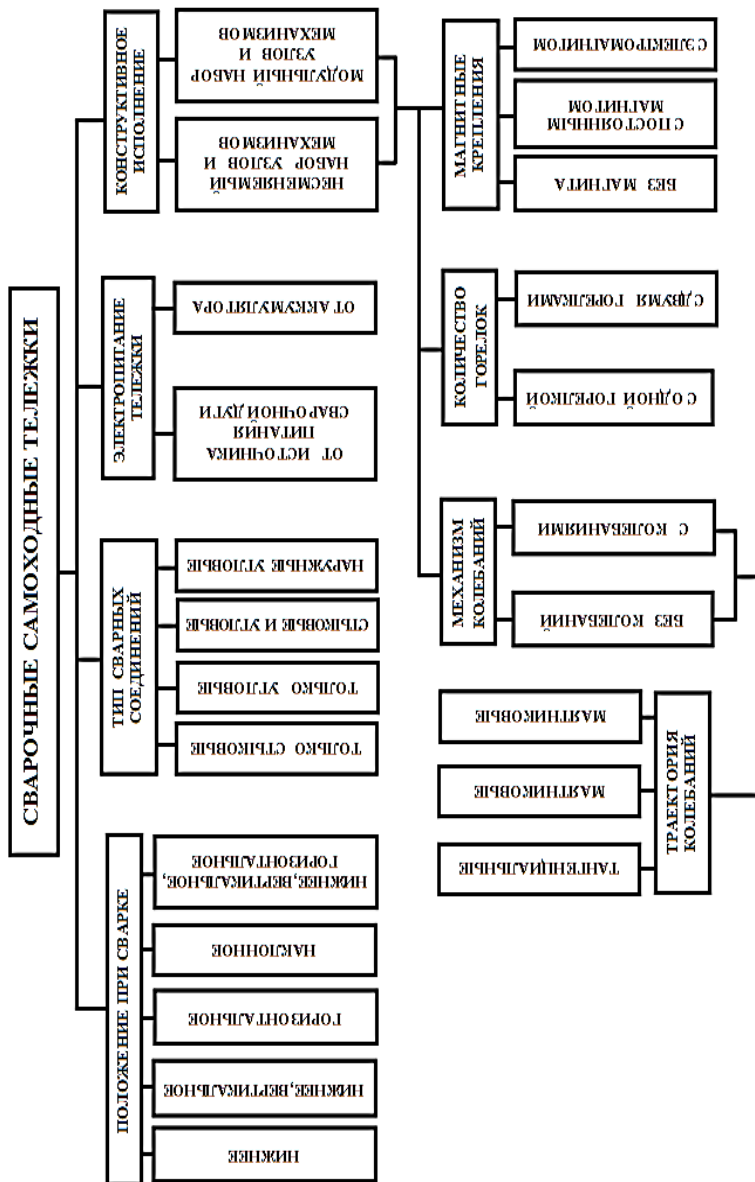 СВАРОЧНЫЕ САМОХОДНЫЕ ТЕЛЕЖКИ
ПОЛОЖЕНИЕ ПРИ СВАРКЕ
НИЖНЕЕ
НИЖНЕЕ, ВЕРТИКАЛЬНОЕ
ГОРИЗОНТАЛЬНОЕ
НАКЛОННОЕ
НИЖНЕЕ, ВЕРТИКАЛЬНОЕ,
ГОРИЗОНТАЛЬНОЕ
ТИП СВАРНЫХ
СОЕДИНЕНИЙ
ТОЛЬКО СТЫКОВЫЕ
ТОЛЬКО УГЛОВЫЕ
СТЫКОВЫЕ И УГЛОВЫЕ
НАРУЖНЫЕ УГЛОВЫЕ
ЭЛЕКТРОПИТАНИЕ
ТЕЛЕЖКИ
ОТ ИСТОЧНИКА
ПИТАНИЯ
СВАРОЧНОЙ ДУГИ
ОТ АККУМУЛЯТОРА
КОНСТРУКТИВНОЕ
ИСПОЛНЕНИЕ
НЕСМЕНЯЕМЫЙ
НАБОР УЗЛОВ И
МЕХАНИЗМОВ
МОДУЛЬНЫЙ НАБОР
УЗЛОВ И
МЕХАНИЗМОВ
ТАНГЕНЦИАЛЬНЫЕ
МАЯТНИКОВЫЕ
МАЯТНИКОВЫЕ
ТРАЕКТОРИЯ
КОЛЕБАНИЙ
МЕХАНИЗМ
КОЛЕБАНИЙ
БЕЗ КОЛЕБАНИЙ
С КОЛЕБАНИЯМИ
КОЛИЧЕСТВО
ГОРЕЛОК
С ОДНОЙ ГОРЕЛКОЙ
С ДВУМЯ ГОРЕЛКАМИ
МАГНИТНЫЕ
КРЕПЛЕНИЯ
БЕЗ МАГНИТА
С ПОСТОЯННЫМ
МАГНИТОМ
С ЭЛЕКТРОМАГНИТОМ